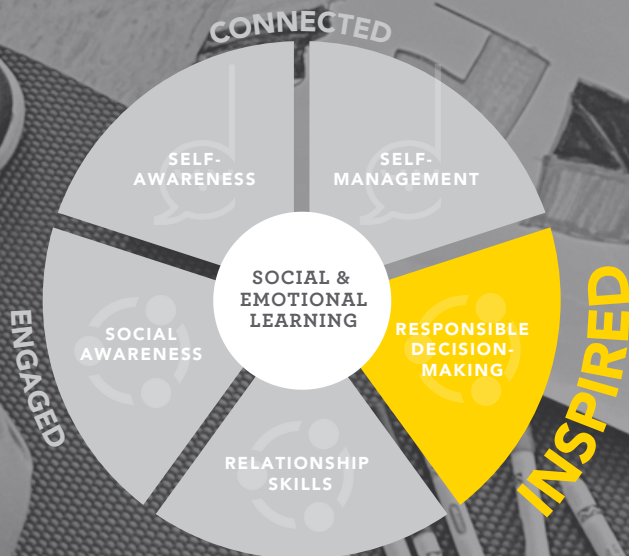 CONNECTED
SELF-
AWARENESS
SELF-
MANAGEMENT
SOCIAL &
EMOTIONAL
LEARNING
RESPONSIBLE
DECISION-
MAKING
INSPIRED
ENGAGED
SOCIAL
AWARENESS
RELATIONSHIP
SKILLS